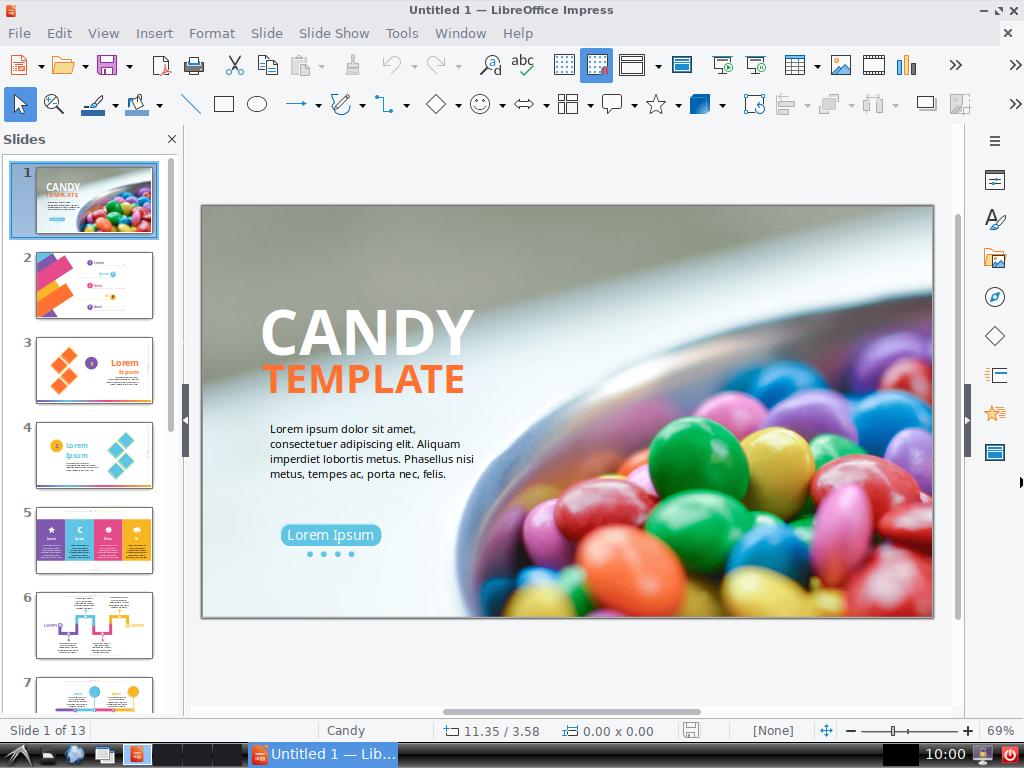 Untitled 1 — LibreOffice Impress
File Edit View Insert Format Slide Slide Show Tools Window Help
Slides
1
CANDY
TEMPLATE
2
3
Lorem
Ipsum
4
Lorem
Ipsum
5
6
7
CANDY
TEMPLATE
Lorem ipsum dolor sit amet,
consectetuer adipiscing elit. Aliquam
imperdiet lobortis metus. Phasellus nisi
metus, tempes ac, porta nec, felis.
Lorem Ipsum
Slide 1 of 13 Candy 11.35 / 3.58 0.00 x 0.00 [None] 69%
Untitled 1 — Lib... 10:00